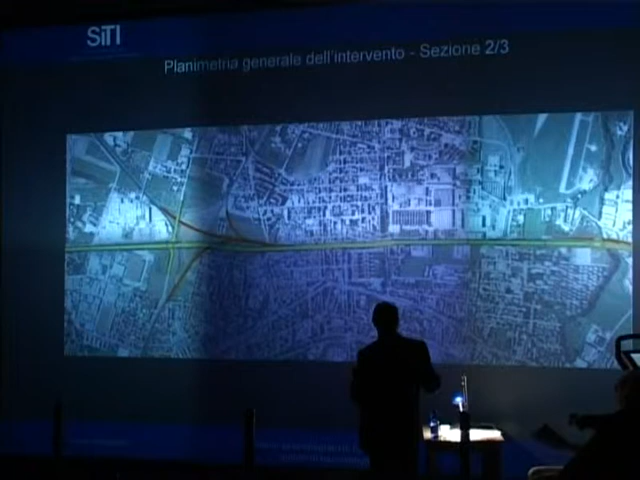 SiTI
Planimetria generale dell'intervento - Sezione 2/3